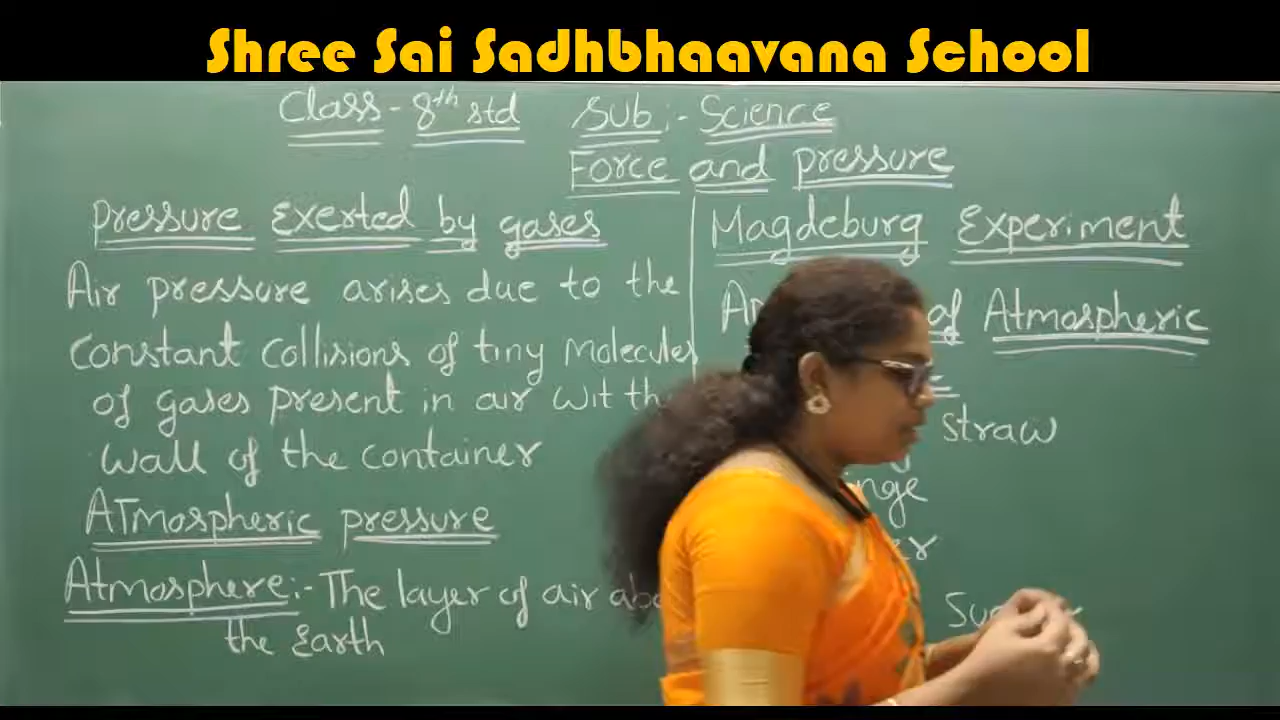 Shree Sai Sadhbhaavana School
Class - 8th std Sub:- Science
Force and pressure
Pressure Exerted by gases
Air pressure arises due to the
Constant Collisions of tiny Molecules
of gases present in air wit the
wall of the container
ATmospheric pressure
Atmosphere:- The layer of air
the Earth
Magdeburg Experiment
of Atmospheric
straw